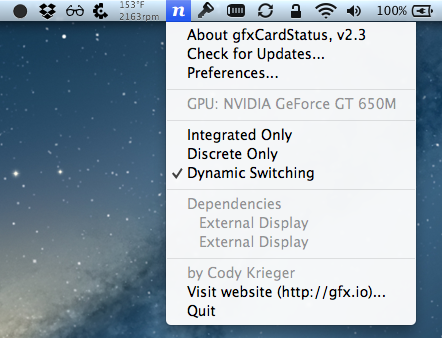 153°F
2163rpm
n
100%
About gfxCardStatus, v2.3
Check for Updates...
Preferences...
GPU: NVIDIA GeForce GT 650M
Integrated Only
Discrete Only
Dynamic Switching
Dependencies
External Display
External Display
by Cody Krieger
Visit website (http://gfx.io)...
Quit